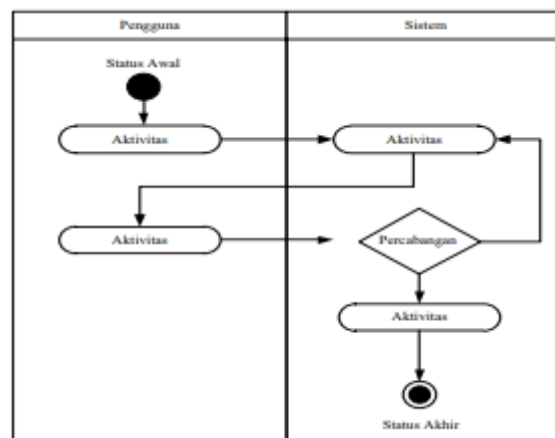 Pengguna
Sistem
Status Awal
Aktivitas
Aktivitas
Aktivitas
Percabangan
Aktivitas
Status Akhir